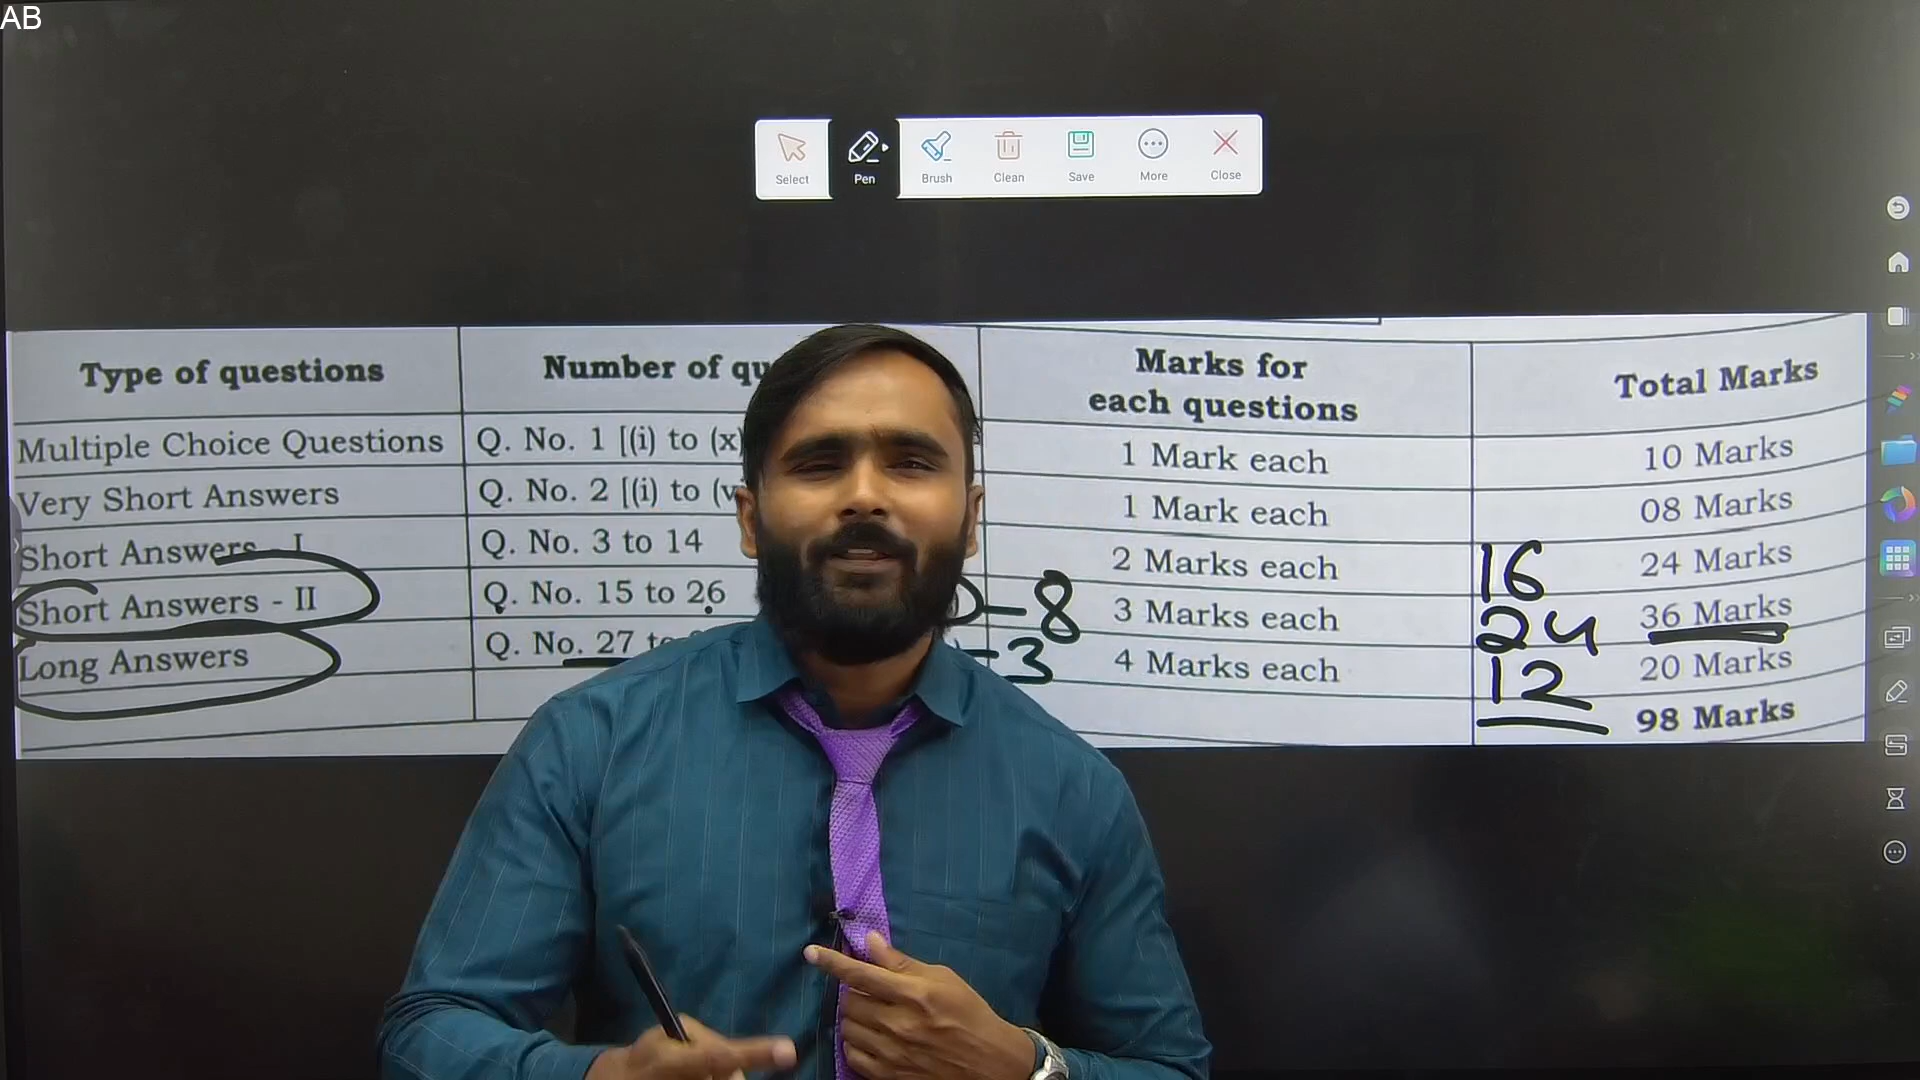 AB
Select Pen Brush Clean Save More Close
Type of questions Number of qu Marks for each questions Total Marks
Multiple Choice Questions Q. No. 1 [(i) to (x) 1 Mark each 10 Marks
Very Short Answers Q. No. 2 [(i) to (v 1 Mark each 08 Marks
Short Answers - I Q. No. 3 to 14 2 Marks each 16 24 Marks
Short Answers - II Q. No. 15 to 26 -8 3 Marks each 24 36 Marks
Long Answers Q. No. 27 to -3 4 Marks each 12 20 Marks
98 Marks